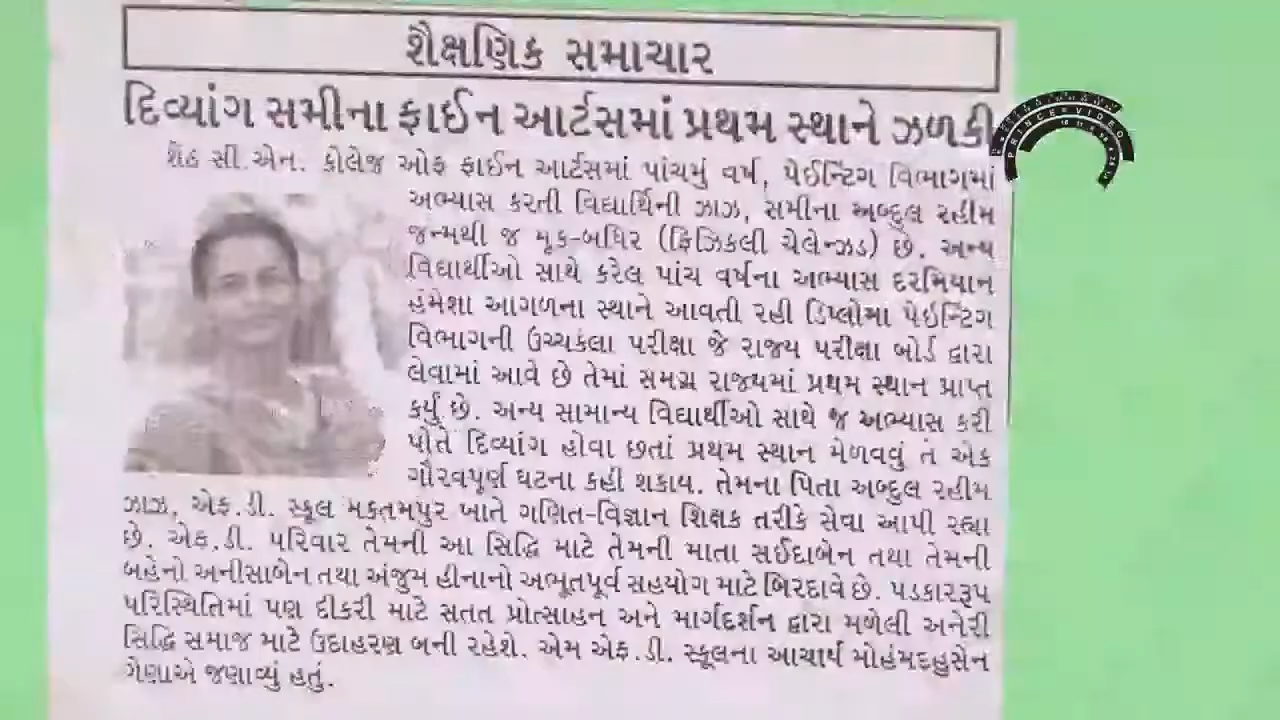 શૈક્ષણિક સમાચાર
દિવ્યાંગ સમીના ફાઈન આર્ટસમાં પ્રથમ સ્થાને ઝળકી
શેઠ સી.એન. કોલેજ ઓફ ફાઈન આર્ટસમાં પાંચમું વર્ષ, પેઈન્ટિગ વિભાગમાં
અભ્યાસ કરતી વિદ્યાર્થિની ઝાઝ, સમીના અબ્દુલ રહીમ
જન્મથી જ મૂક-બધિર (ફિઝિકલી ચેલેન્ઝડ) છે. અન્ય
વિદ્યાર્થીઓ સાથે કરેલ પાંચ વર્ષના અભ્યાસ દરમિયાન
હંમેશા આગળના સ્થાને આવતી રહી ડિપ્લોમા પેઇન્ટિગ
વિભાગની ઉચ્ચકલા પરીક્ષા જે રાજ્ય પરીક્ષા બોર્ડ દ્વારા
લેવામાં આવે છે તેમાં સમગ્ર રાજ્યમાં પ્રથમ સ્થાન પ્રાપ્ત
કર્યું છે. અન્ય સામાન્ય વિદ્યાર્થીઓ સાથે જ અભ્યાસ કરી
પોતે દિવ્યાંગ હોવા છતાં પ્રથમ સ્થાન મેળવવું તે એક
ગૌરવપૂર્ણ ઘટના કહી શકાય. તેમના પિતા અબ્દુલ રહીમ
ઝાઝ, એફ.ડી. સ્કૂલ મકતમપુર ખાતે ગણિત-વિજ્ઞાન શિક્ષક તરીકે સેવા આપી રહ્યા
છે. એફ.ડી. પરિવાર તેમની આ સિદ્ધિ માટે તેમની માતા સઈદાબેન તથા તેમની
બહેનો અનીસાબેન તથા અંજુમ હીનાનો અભૂતપૂર્વ સહયોગ માટે બિરદાવે છે. પડકારરૂપ
પરિસ્થિતિમાં પણ દીકરી માટે સતત પ્રોત્સાહન અને માર્ગદર્શન દ્વારા મળેલી અનેરી
સિદ્ધિ સમાજ માટે ઉદાહરણ બની રહેશે. એમ એફ.ડી. સ્કૂલના આચાર્ય મોહંમદહુસેન
ગેણાએ જણાવ્યું હતું.
PRINCE VIDEO